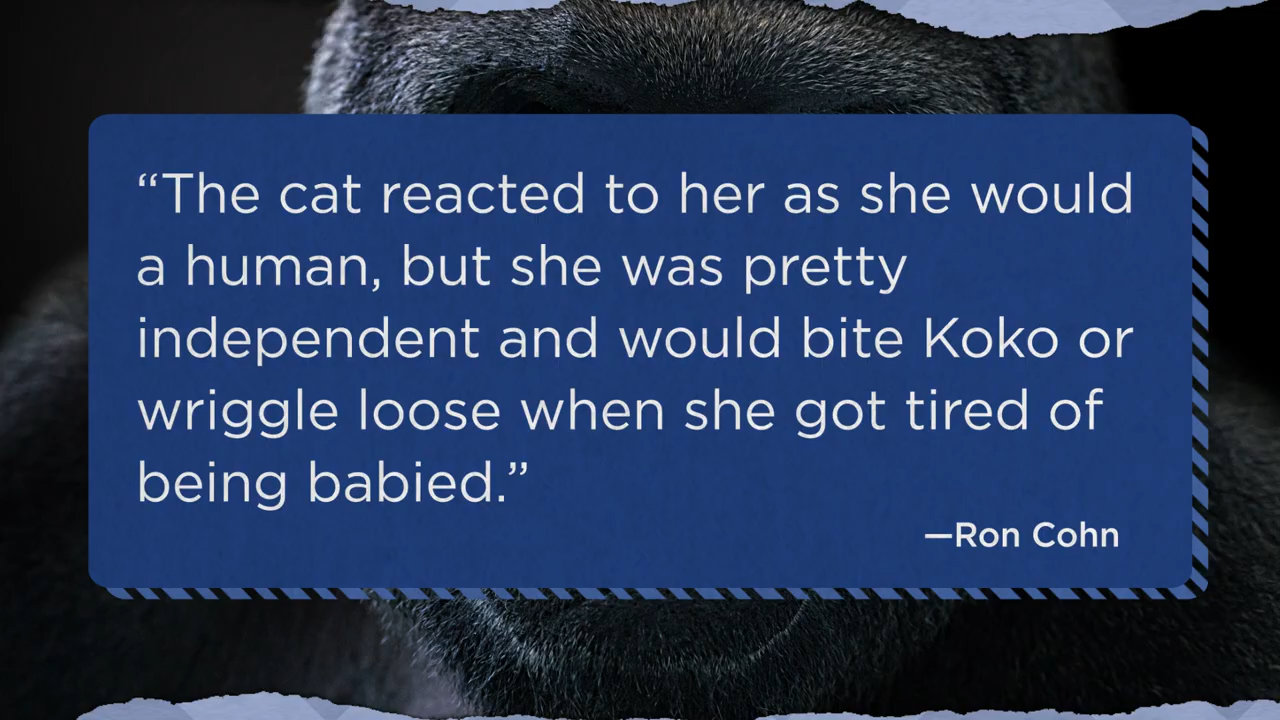 “The cat reacted to her as she would
a human, but she was pretty
independent and would bite Koko or
wriggle loose when she got tired of
being babied.”
—Ron Cohn